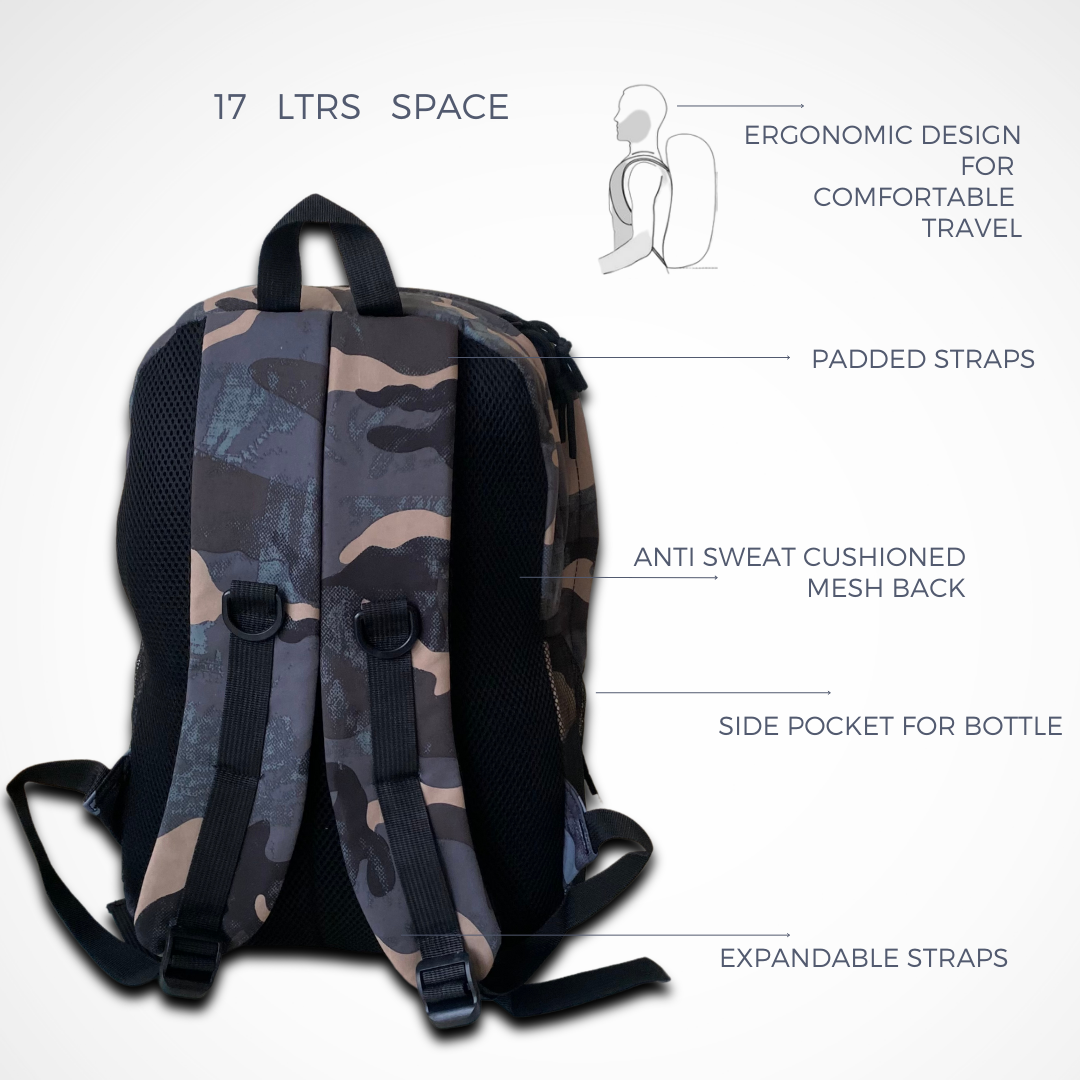 17 LTRS SPACE
ERGONOMIC DESIGN
FOR
COMFORTABLE
TRAVEL
PADDED STRAPS
ANTI SWEAT CUSHIONED
MESH BACK
SIDE POCKET FOR BOTTLE
EXPANDABLE STRAPS